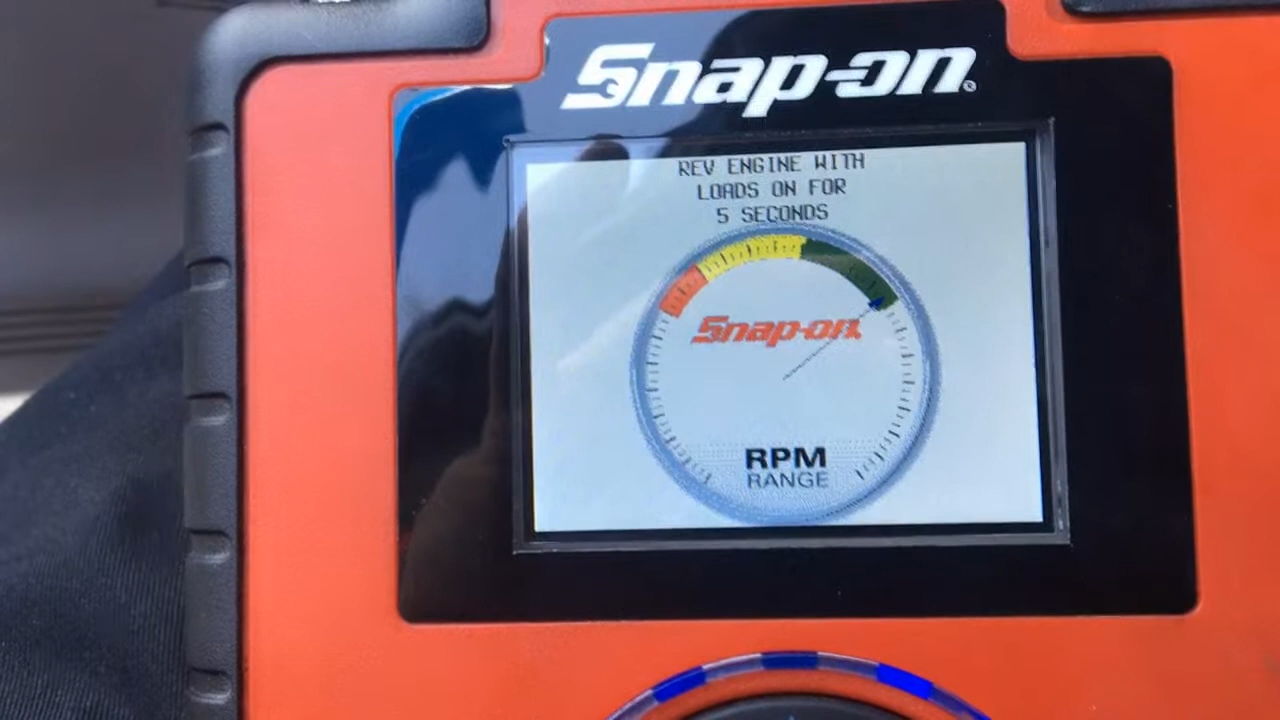 Snap-on
REV ENGINE WITH
LOADS ON FOR
5 SECONDS
Snap-on
RPM
RANGE